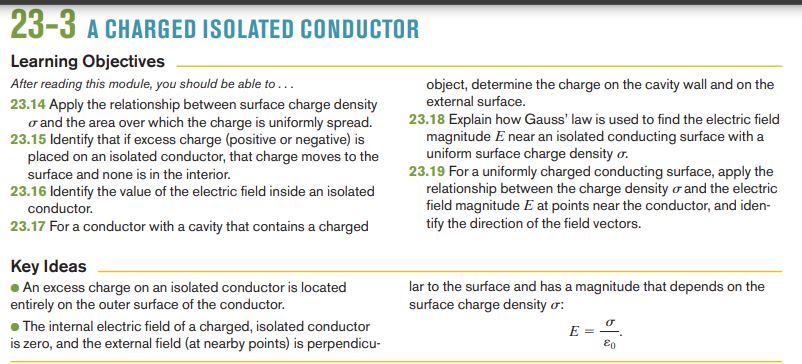 23-3 A CHARGED ISOLATED CONDUCTOR
Learning Objectives
After reading this module, you should be able to . . .
23.14 Apply the relationship between surface charge density
σ and the area over which the charge is uniformly spread.
23.15 Identify that if excess charge (positive or negative) is
placed on an isolated conductor, that charge moves to the
surface and none is in the interior.
23.16 Identify the value of the electric field inside an isolated
conductor.
23.17 For a conductor with a cavity that contains a charged
object, determine the charge on the cavity wall and on the
external surface.
23.18 Explain how Gauss’ law is used to find the electric field
magnitude E near an isolated conducting surface with a
uniform surface charge density σ.
23.19 For a uniformly charged conducting surface, apply the
relationship between the charge density σ and the electric
field magnitude E at points near the conductor, and iden-
tify the direction of the field vectors.
Key Ideas
● An excess charge on an isolated conductor is located
entirely on the outer surface of the conductor.
● The internal electric field of a charged, isolated conductor
is zero, and the external field (at nearby points) is perpendicu-
lar to the surface and has a magnitude that depends on the
surface charge density σ:
E = σ/ε₀.